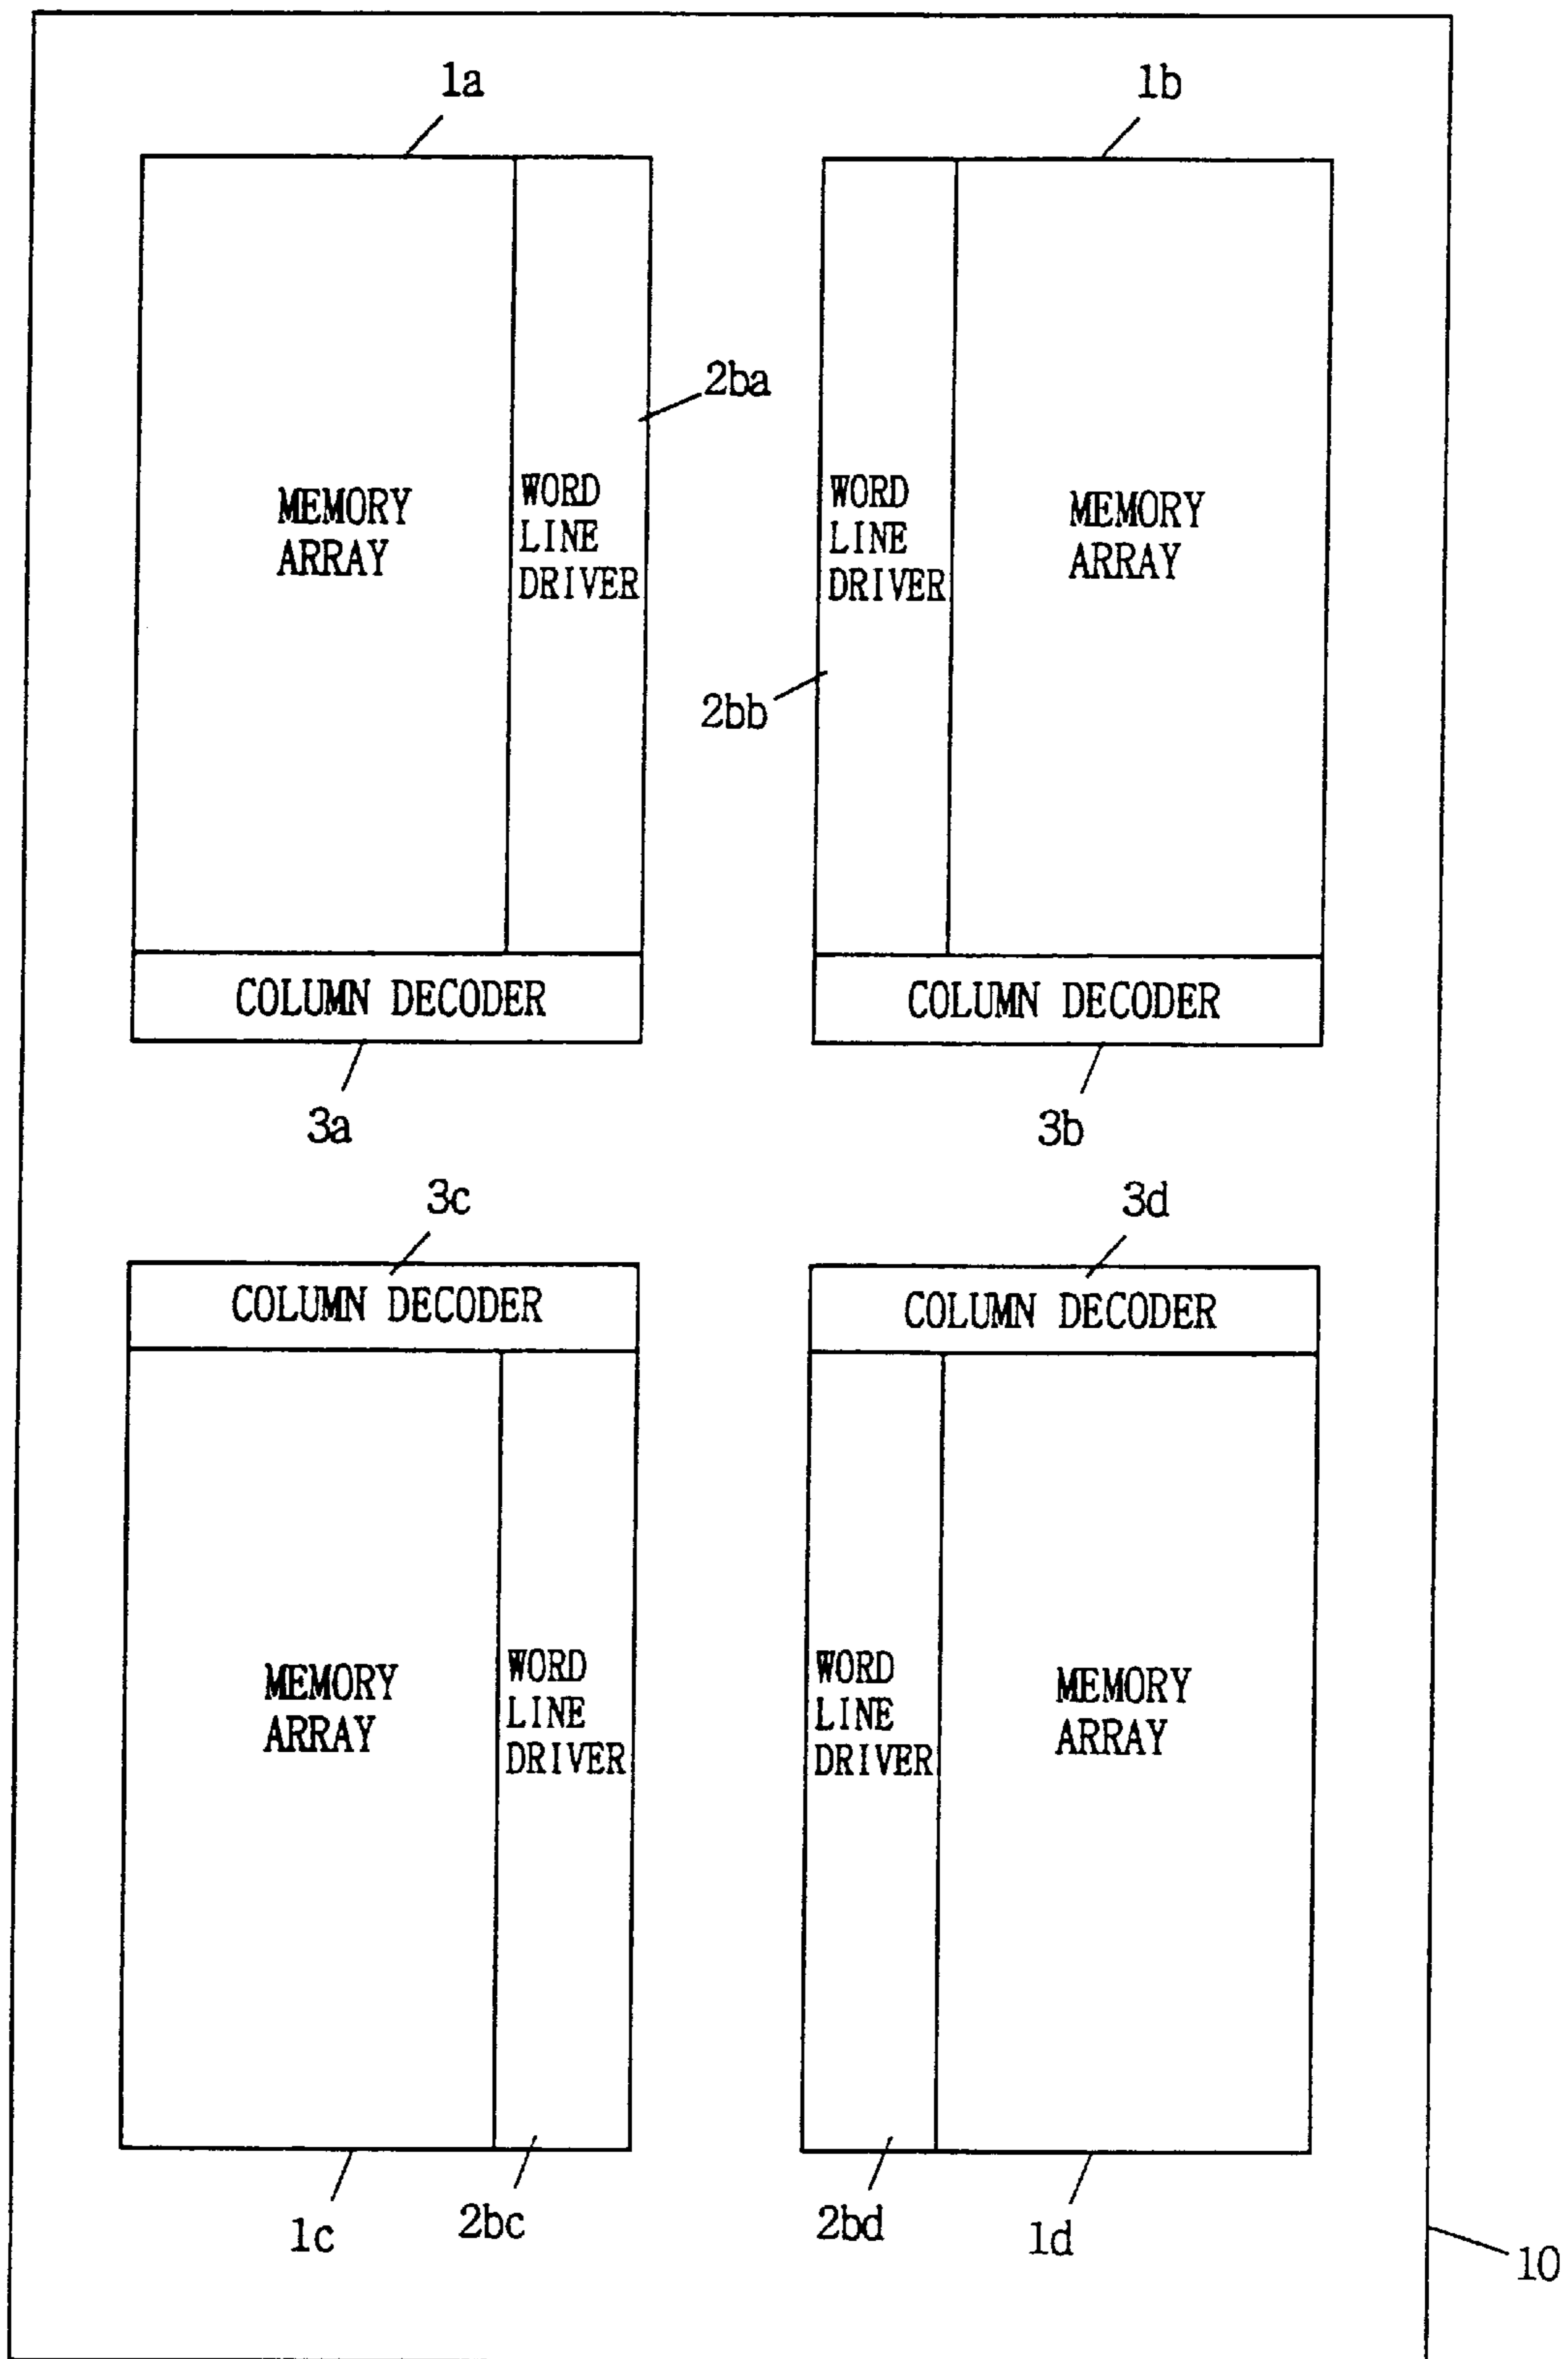 1a
1b
2ba
MEMORY
ARRAY
WORD
LINE
DRIVER
WORD
LINE
DRIVER
MEMORY
ARRAY
2bb
COLUMN DECODER
COLUMN DECODER
3a
3b
3c
3d
COLUMN DECODER
COLUMN DECODER
MEMORY
ARRAY
WORD
LINE
DRIVER
WORD
LINE
DRIVER
MEMORY
ARRAY
1c
2bc
2bd
1d
10